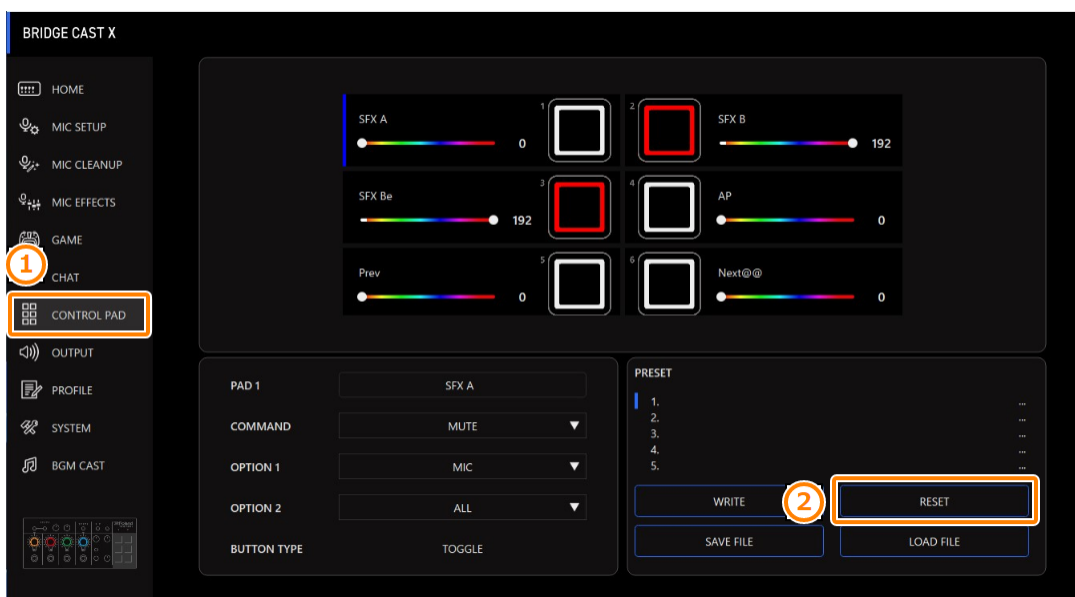 BRIDGE CAST X
HOME
MIC SETUP
MIC CLEANUP
MIC EFFECTS
GAME
1
CHAT
CONTROL PAD
OUTPUT
PROFILE
SYSTEM
BGM CAST
SFX A
0
1
2
SFX B
192
SFX Be
192
3
4
AP
0
Prev
0
5
6
Next@@
0
PAD 1
SFX A
COMMAND
MUTE
OPTION 1
MIC
OPTION 2
ALL
BUTTON TYPE
TOGGLE
PRESET
1. ...
2. ...
3. ...
4. ...
5. ...
WRITE
2
RESET
SAVE FILE
LOAD FILE